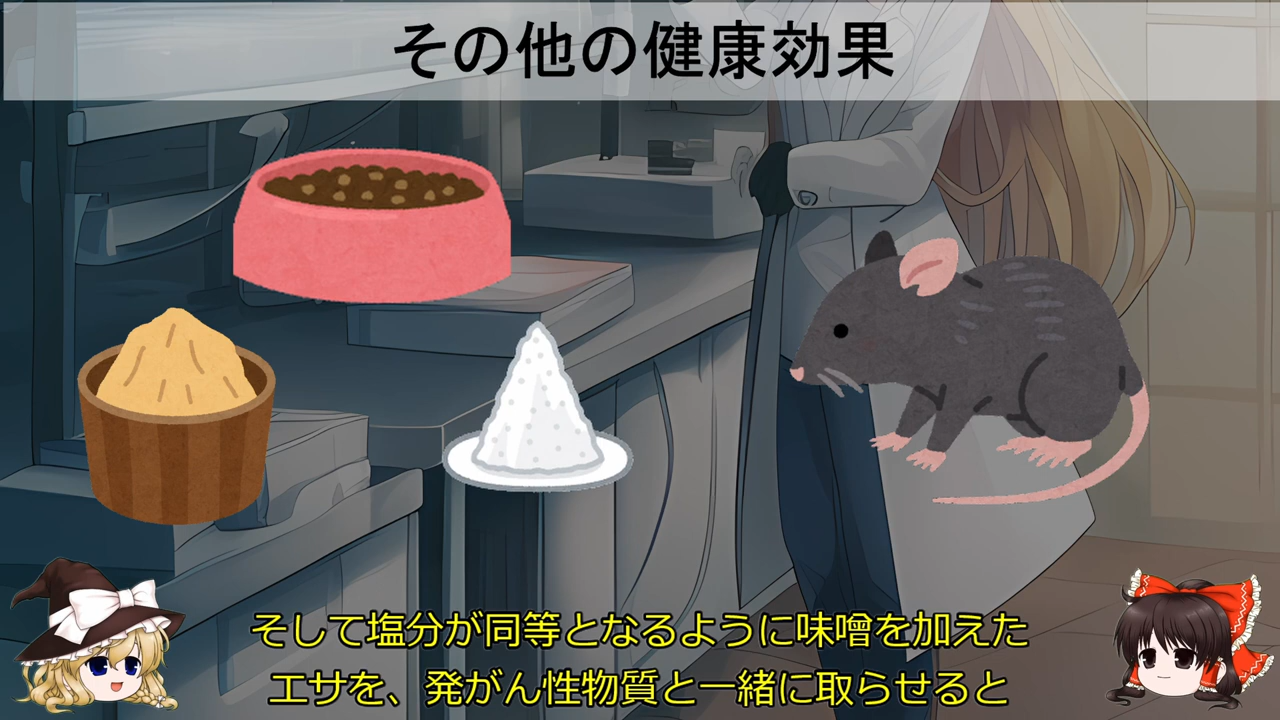 その他の健康効果
そして塩分が同等となるように味噌を加えた
エサを、発がん性物質と一緒に取らせると